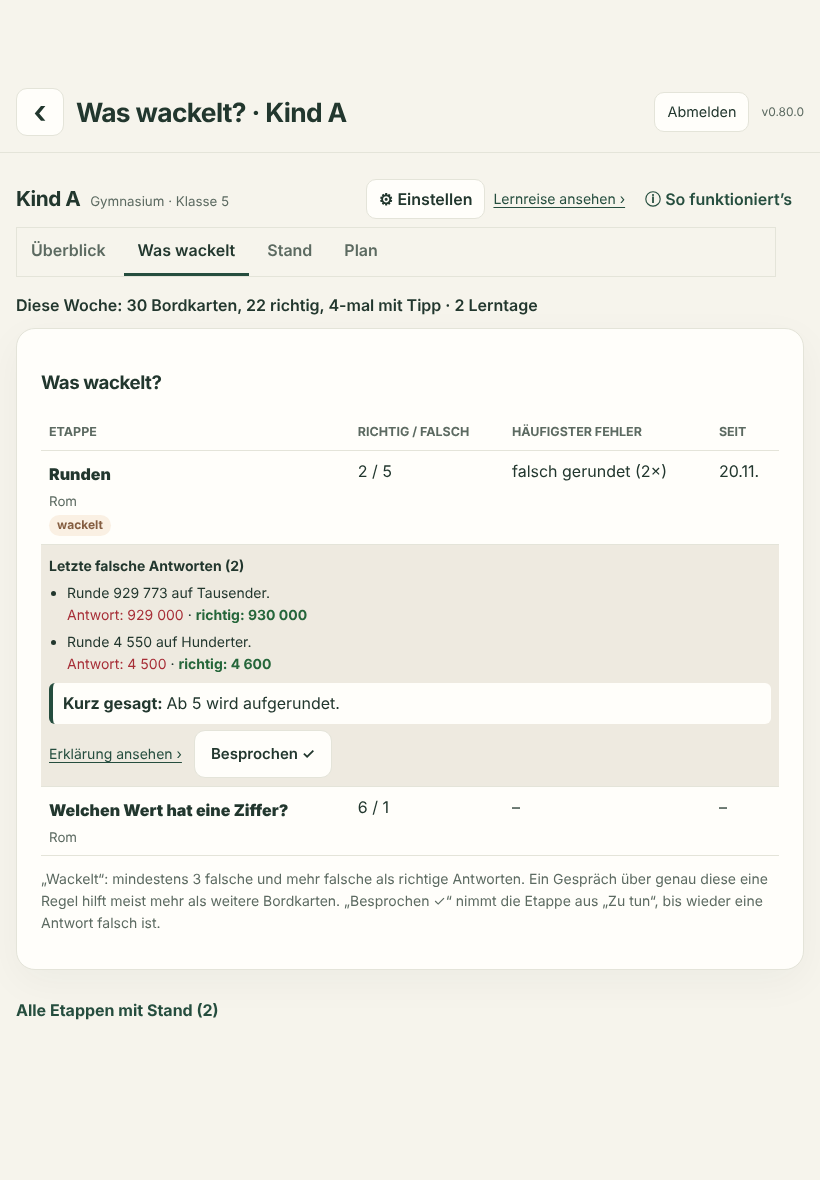 ‹ Was wackelt? · Kind A Abmelden v0.80.0
Kind A Gymnasium · Klasse 5 ⚙ Einstellen Lernreise ansehen › ⓘ So funktioniert’s
Überblick Was wackelt Stand Plan
Diese Woche: 30 Bordkarten, 22 richtig, 4-mal mit Tipp · 2 Lerntage
Was wackelt?
ETAPPE RICHTIG / FALSCH HÄUFIGSTER FEHLER SEIT
Runden 2 / 5 falsch gerundet (2×) 20.11.
Rom
wackelt
Letzte falsche Antworten (2)
• Runde 929 773 auf Tausender.
Antwort: 929 000 · richtig: 930 000
• Runde 4 550 auf Hunderter.
Antwort: 4 500 · richtig: 4 600
Kurz gesagt: Ab 5 wird aufgerundet.
Erklärung ansehen › Besprochen ✓
Welchen Wert hat eine Ziffer? 6 / 1 – –
Rom
„Wackelt“: mindestens 3 falsche und mehr falsche als richtige Antworten. Ein Gespräch über genau diese eine
Regel hilft meist mehr als weitere Bordkarten. „Besprochen ✓“ nimmt die Etappe aus „Zu tun“, bis wieder eine
Antwort falsch ist.
Alle Etappen mit Stand (2)